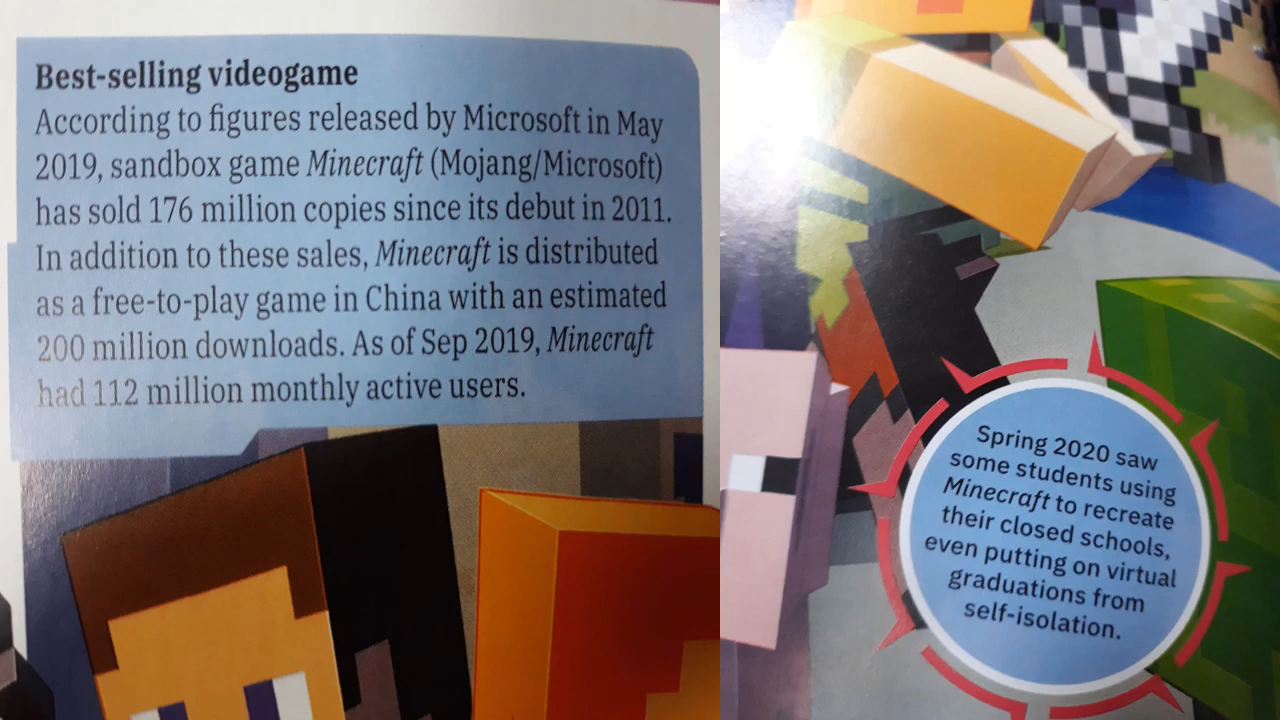 Best-selling videogame
According to figures released by Microsoft in May
2019, sandbox game Minecraft (Mojang/Microsoft)
has sold 176 million copies since its debut in 2011.
In addition to these sales, Minecraft is distributed
as a free-to-play game in China with an estimated
200 million downloads. As of Sep 2019, Minecraft
had 112 million monthly active users.
Spring 2020 saw
some students using
Minecraft to recreate
their closed schools,
even putting on virtual
graduations from
self-isolation.